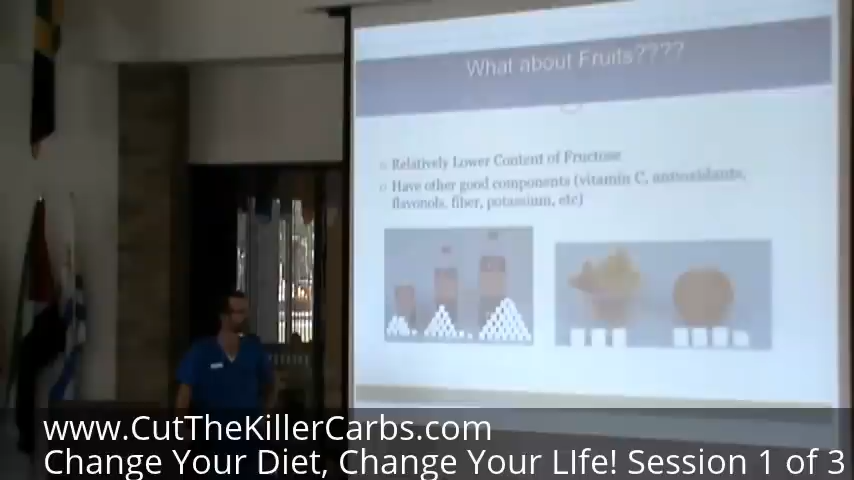 What about Fruits????
Relatively Lower Content of Fructose
Have other good components (vitamin C, antioxidants,
flavonols, fiber, potassium, etc)
www.CutTheKillerCarbs.com
Change Your Diet, Change Your LIfe! Session 1 of 3